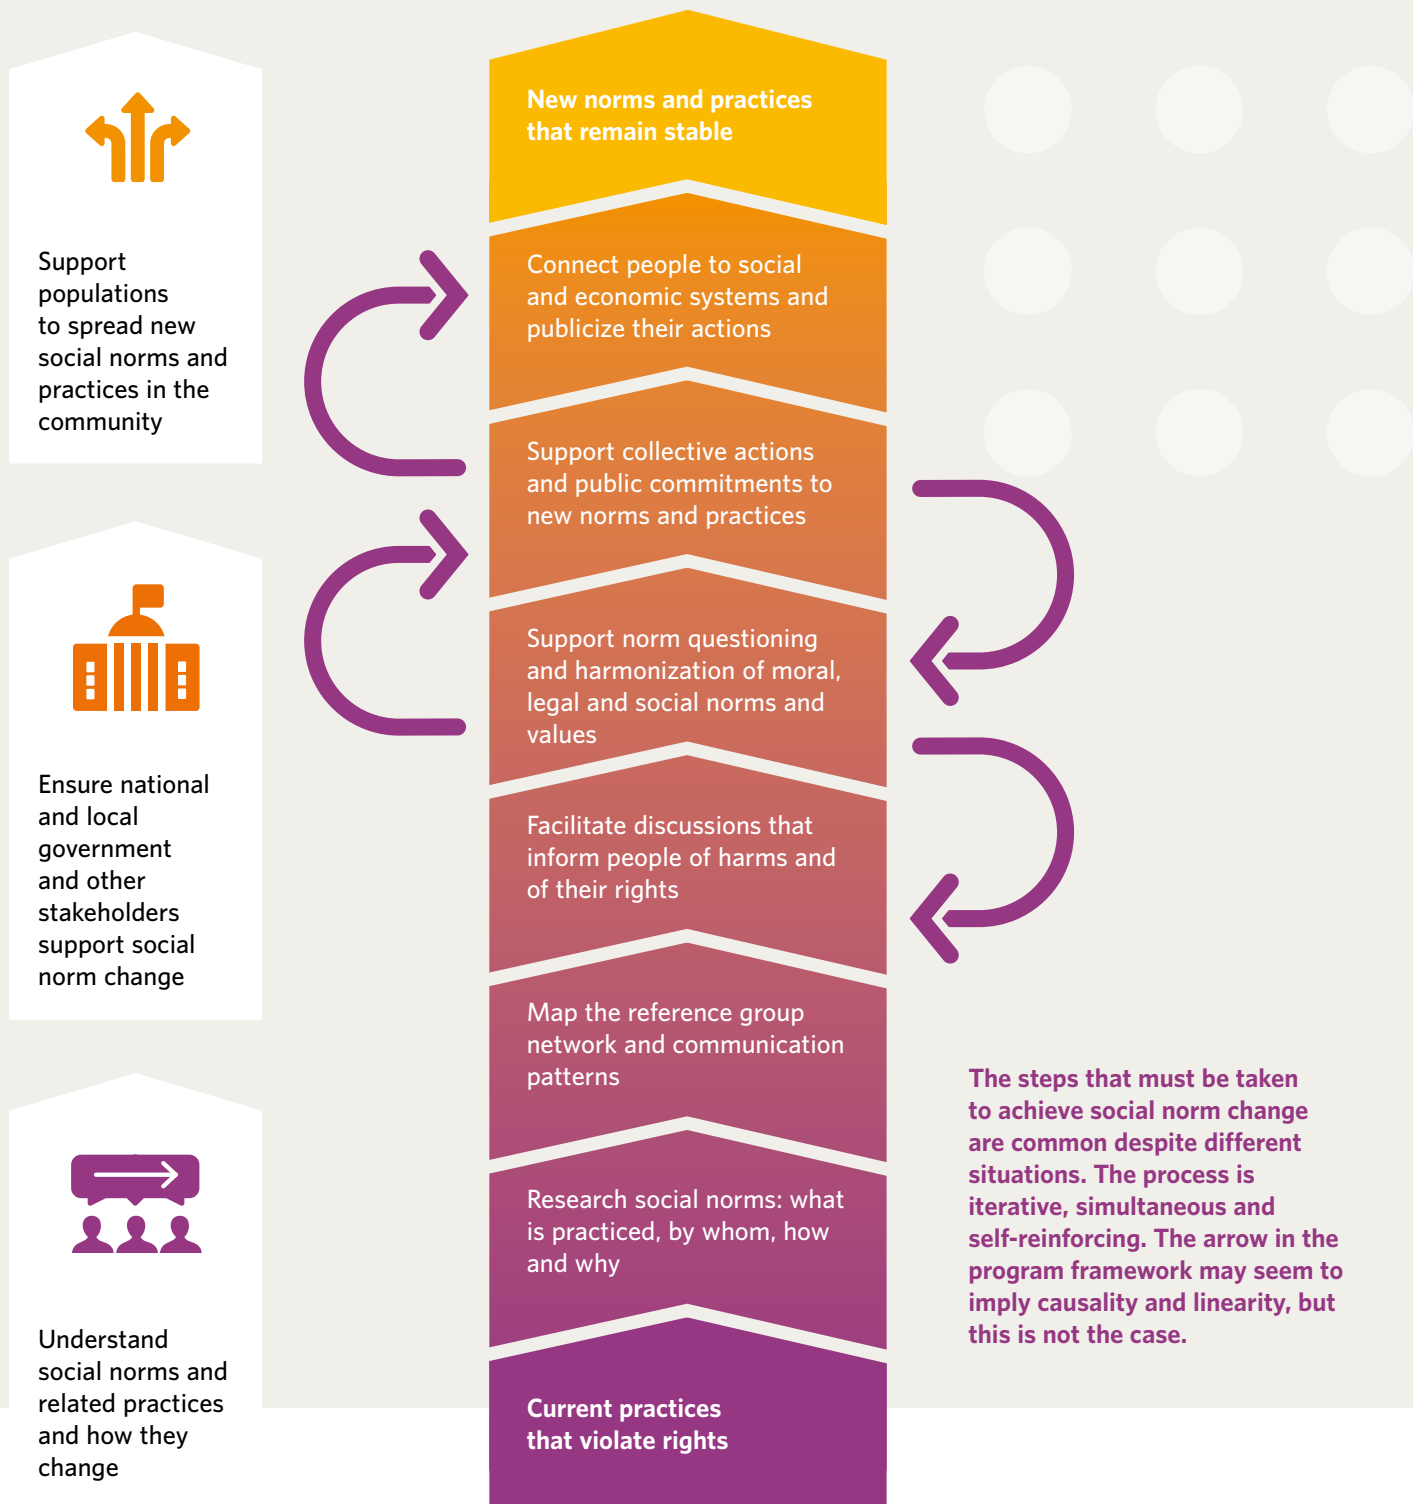 Support
populations
to spread new
social norms and
practices in the
community
Ensure national
and local
government
and other
stakeholders
support social
norm change
Understand
social norms and
related practices
and how they
change
New norms and practices
that remain stable
Connect people to social
and economic systems and
publicize their actions
Support collective actions
and public commitments to
new norms and practices
Support norm questioning
and harmonization of moral,
legal and social norms and
values
Facilitate discussions that
inform people of harms and
of their rights
Map the reference group
network and communication
patterns
Research social norms: what
is practiced, by whom, how
and why
Current practices
that violate rights
The steps that must be taken
to achieve social norm change
are common despite different
situations. The process is
iterative, simultaneous and
self-reinforcing. The arrow in the
program framework may seem to
imply causality and linearity, but
this is not the case.